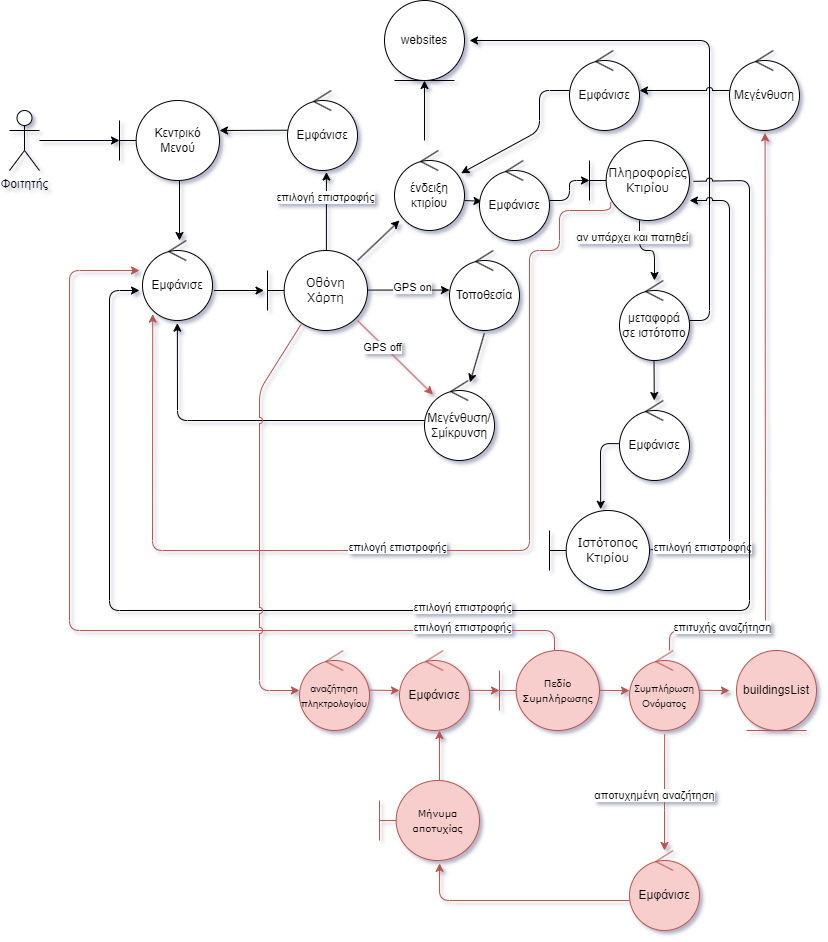 websites
Εμφάνισε
Μεγένθυση
Κεντρικό
Μενού
Εμφάνισε
Φοιτητής
επιλογή επιστροφής
ένδειξη
κτιρίου
Εμφάνισε
Πληροφορίες
Κτιρίου
αν υπάρχει και πατηθεί
Εμφάνισε
Οθόνη
Χάρτη
GPS on
Τοποθεσία
μεταφορά
σε ιστότοπο
GPS off
Μεγένθυση/
Σμίκρυνση
Εμφάνισε
επιλογή επιστροφής
Ιστότοπος
Κτιρίου
επιλογή επιστροφής
επιλογή επιστροφής
επιλογή επιστροφής
επιτυχής αναζήτηση
αναζήτηση
πληκτρολογίου
Εμφάνισε
Πεδίο
Συμπλήρωσης
Συμπλήρωση
Ονόματος
buildingsList
αποτυχημένη αναζήτηση
Μήνυμα
αποτυχίας
Εμφάνισε